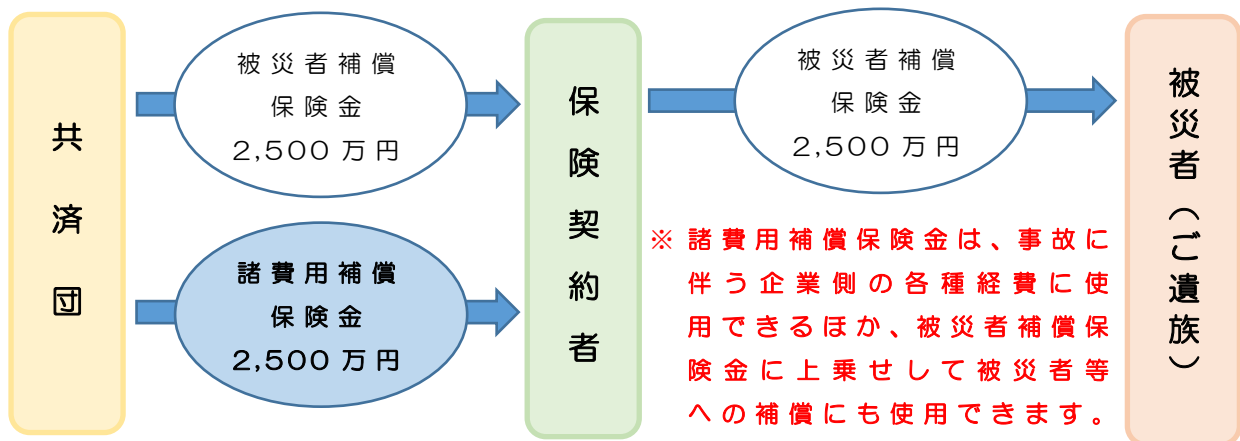 共済団
被災者補償
保険金
2,500万円
諸費用補償
保険金
2,500万円
保険契約者
被災者補償
保険金
2,500万円
※ 諸費用補償保険金は、事故に
伴う企業側の各種経費に使
用できるほか、被災者補償保
険金に上乗せして被災者等
への補償にも使用できます。
被災者（ご遺族）